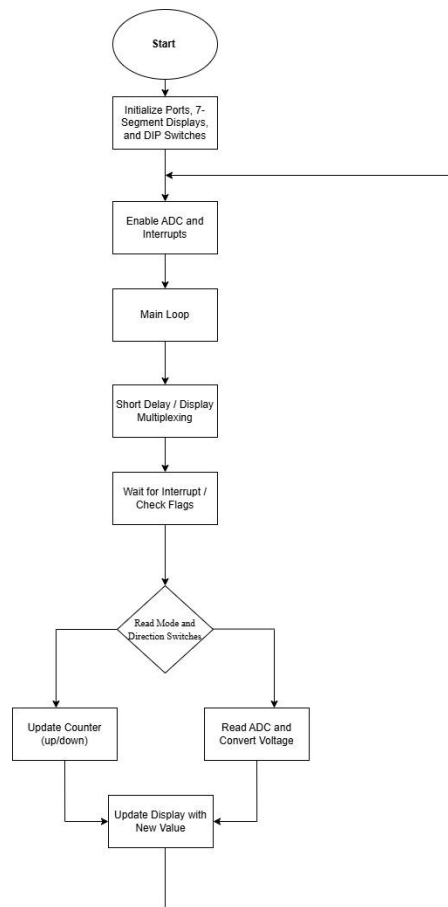 Start
Initialize Ports, 7-
Segment Displays,
and DIP Switches
Enable ADC and
Interrupts
Main Loop
Short Delay / Display
Multiplexing
Wait for Interrupt /
Check Flags
Read Mode and
Direction Switches
Update Counter
(up/down)
Read ADC and
Convert Voltage
Update Display with
New Value